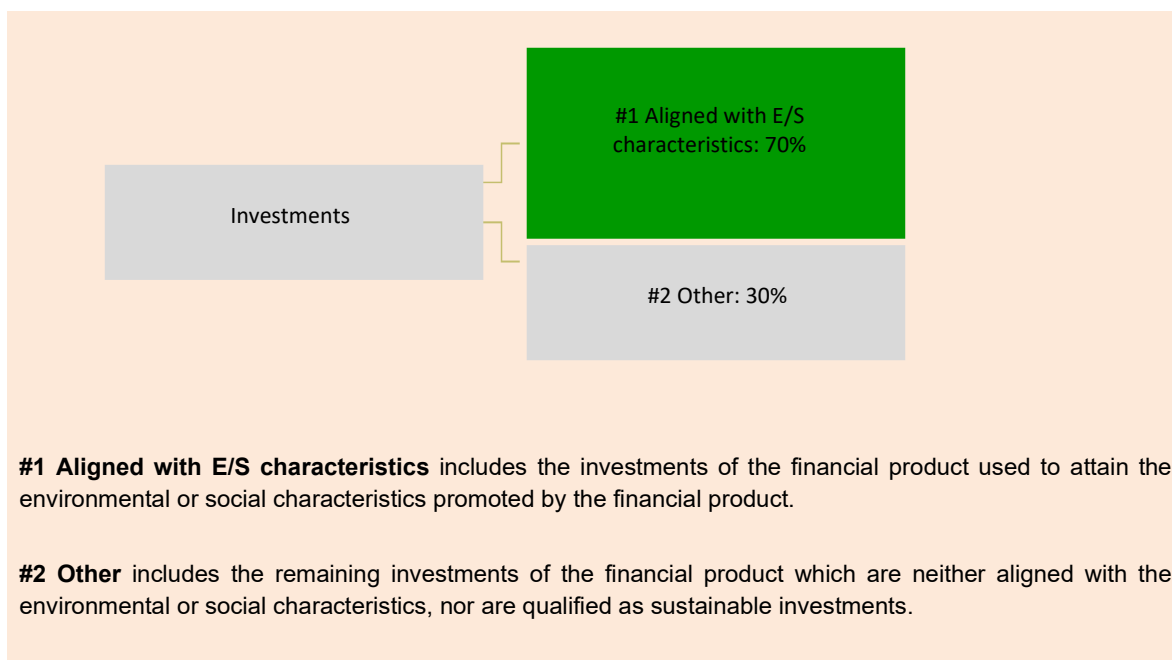 #1 Aligned with E/S
characteristics: 70%
Investments
#2 Other: 30%
#1 Aligned with E/S characteristics includes the investments of the financial product used to attain the
environmental or social characteristics promoted by the financial product.
#2 Other includes the remaining investments of the financial product which are neither aligned with the
environmental or social characteristics, nor are qualified as sustainable investments.